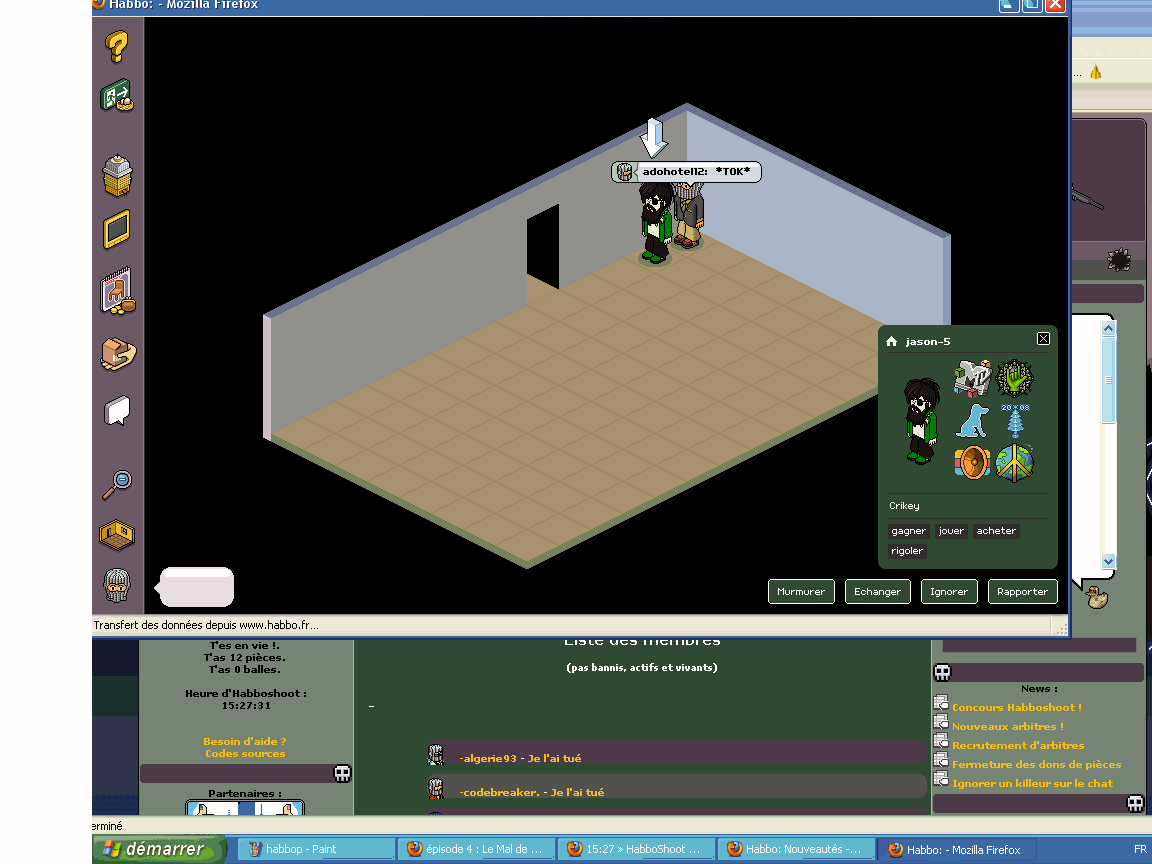 Habbo: - Mozilla Firefox
...
adohotel12: *TOK*
jason-5
20*08
Crikey
gagner jouer acheter
rigoler
Murmurer Echanger Ignorer Rapporter
Transfert des données depuis www.habbo.fr...
T'es en vie !.
T'as 12 pièces.
T'as 0 balles.
Heure d'Habboshoot :
15:27:31
Besoin d'aide ?
Codes sources
Partenaires :
Liste des membres
(pas bannis, actifs et vivants)
-
-algerie93 - Je l'ai tué
-codebreaker. - Je l'ai tué
News :
Concours Habboshoot !
Nouveaux arbitres !
Recrutement d'arbitres
Fermeture des dons de pièces
Ignorer un killeur sur le chat
erminé
démarrer
habbop - Paint
épisode 4 : Le Mal de ...
15:27 » HabboShoot ...
Habbo: Nouveautés -...
Habbo: - Mozilla Firefox
FR